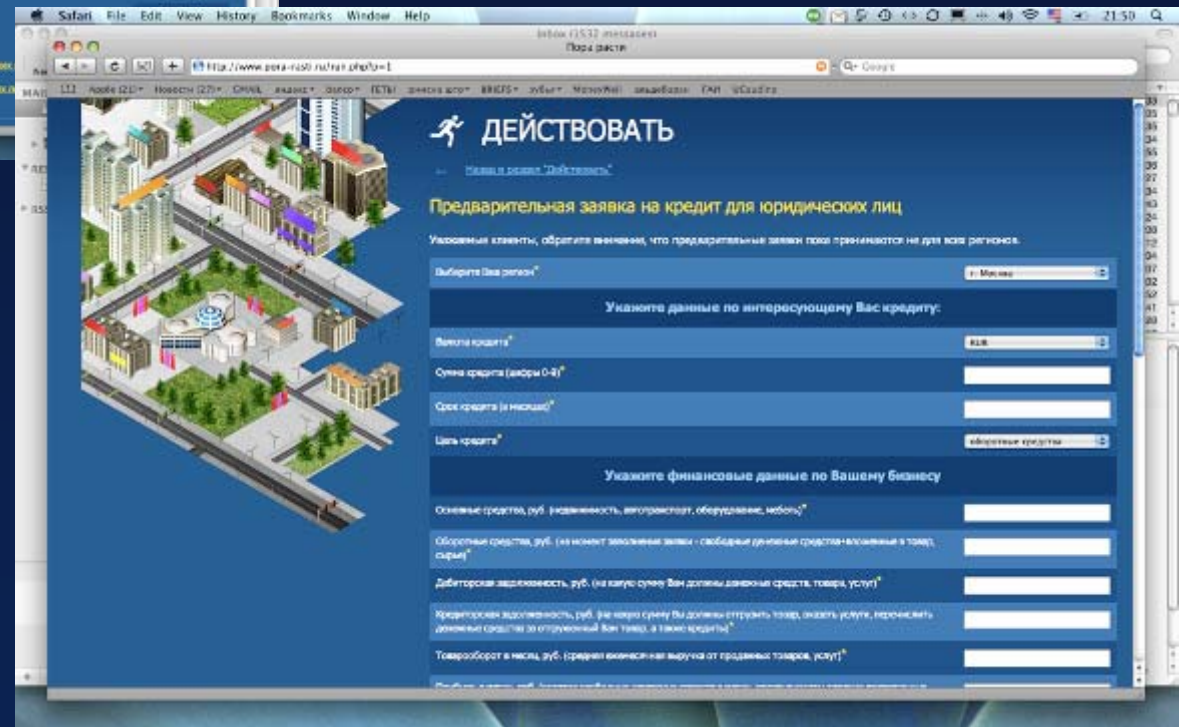 Safari File Edit View History Bookmarks Window Help
21:50
Inbox (1532 messages)
Пора расти
Google
ДЕЙСТВОВАТЬ
Назад в раздел "Действовать"
Предварительная заявка на кредит для юридических лиц
Уважаемые клиенты, обратите внимание, что предварительные заявки пока принимаются не для всех регионов.
Выберите Ваш регион*
г. Москва
Укажите данные по интересующему Вас кредиту:
Валюта кредита*
RUR
Сумма кредита (цифры 0-9)*
Срок кредита (в месяцах)*
Цель кредита*
оборотные средства
Укажите финансовые данные по Вашему бизнесу
Основные средства, руб. (недвижимость, автотранспорт, оборудование, мебель)*
Оборотные средства, руб. (на момент заполнения заявки - свободные денежные средства+вложенные в товар,
сырье)*
Дебиторская задолженность, руб. (на какую сумму Вам должны денежных средств, товара, услуг)*
Кредиторская задолженность, руб. (на какую сумму Вы должны отгрузить товар, оказать услуги, перечислить
денежные средства за отгруженный Вам товар, а также кредиты)*
Товарооборот в месяц, руб. (средняя ежемесячная выручка от проданных товаров, услуг)*